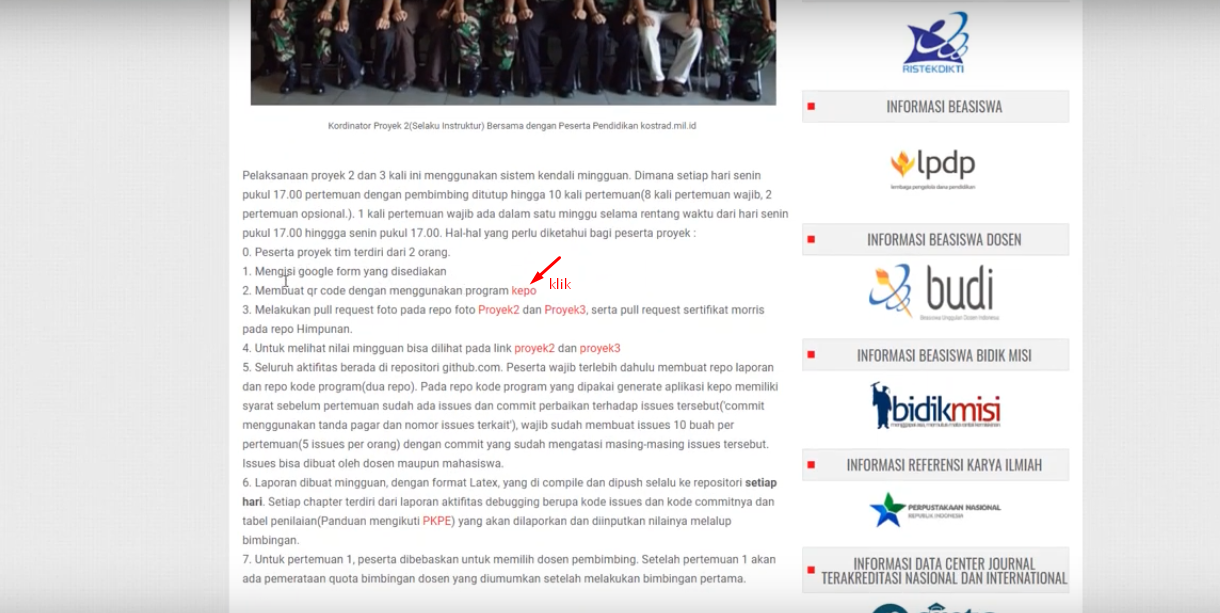 Kordinator Proyek 2(Selaku Instruktur) Bersama dengan Peserta Pendidikan kostrad.mil.id
Pelaksanaan proyek 2 dan 3 kali ini menggunakan sistem kendali mingguan. Dimana setiap hari senin
pukul 17.00 pertemuan dengan pembimbing ditutup hingga 10 kali pertemuan(8 kali pertemuan wajib, 2
pertemuan opsional.). 1 kali pertemuan wajib ada dalam satu minggu selama rentang waktu dari hari senin
pukul 17.00 hinggga senin pukul 17.00. Hal-hal yang perlu diketahui bagi peserta proyek :
0. Peserta proyek tim terdiri dari 2 orang.
1. Mengisi google form yang disediakan
2. Membuat qr code dengan menggunakan program kepo
klik
3. Melakukan pull request foto pada repo foto Proyek2 dan Proyek3, serta pull request sertifikat morris
pada repo Himpunan.
4. Untuk melihat nilai mingguan bisa dilihat pada link proyek2 dan proyek3
5. Seluruh aktifitas berada di repositori github.com. Peserta wajib terlebih dahulu membuat repo laporan
dan repo kode program(dua repo). Pada repo kode program yang dipakai generate aplikasi kepo memiliki
syarat sebelum pertemuan sudah ada issues dan commit perbaikan terhadap issues tersebut('commit
menggunakan tanda pagar dan nomor issues terkait'), wajib sudah membuat issues 10 buah per
pertemuan(5 issues per orang) dengan commit yang sudah mengatasi masing-masing issues tersebut.
Issues bisa dibuat oleh dosen maupun mahasiswa.
6. Laporan dibuat mingguan, dengan format Latex, yang di compile dan dipush selalu ke repositori setiap
hari. Setiap chapter terdiri dari laporan aktifitas debugging berupa kode issues dan kode commitnya dan
tabel penilaian(Panduan mengikuti PKPE) yang akan dilaporkan dan diinputkan nilainya melalup
bimbingan.
7. Untuk pertemuan 1, peserta dibebaskan untuk memilih dosen pembimbing. Setelah pertemuan 1 akan
ada pemerataan quota bimbingan dosen yang diumumkan setelah melakukan bimbingan pertama.
RISTEKDIKTI
INFORMASI BEASISWA
lpdp
lembaga pengelola dana pendidikan
INFORMASI BEASISWA DOSEN
budi
Beasiswa Unggulan Dosen Indonesia
INFORMASI BEASISWA BIDIK MISI
bidikmisi
INFORMASI REFERENSI KARYA ILMIAH
PERPUSTAKAAN NASIONAL
REPUBLIK INDONESIA
INFORMASI DATA CENTER JOURNAL
TERAKREDITASI NASIONAL DAN INTERNATIONAL